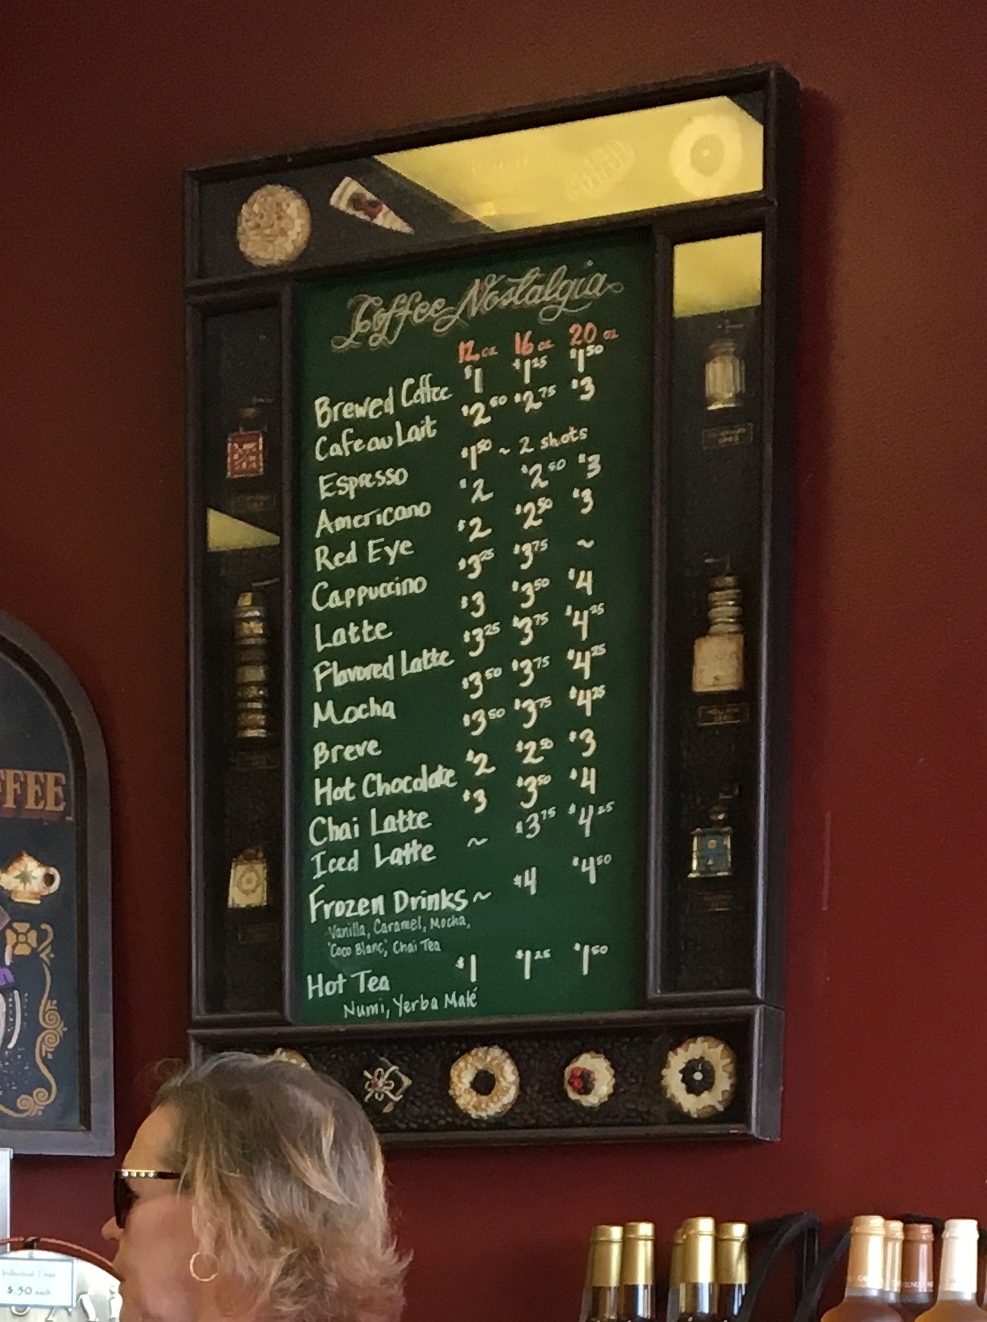 Coffee Nostalgia
12 oz 16 oz 20 oz
Brewed Coffee $1 $1.25 $1.50
Cafe au Lait $2.50 $2.75 $3
Espresso $1.50 ~ 2 shots
Americano $2 $2.50 $3
Red Eye $2 $2.50 $3
Cappuccino $3.25 $3.75 ~
Latte $3 $3.50 $4
Flavored Latte $3.25 $3.75 $4.25
Mocha $3.50 $3.75 $4.25
Breve $3.50 $3.75 $4.25
Hot Chocolate $2 $2.50 $3
Chai Latte $3 $3.50 $4
Iced Latte ~ $3.75 $4.25
Frozen Drinks ~ $4 $4.50
Vanilla, Caramel, Mocha,
'Coco Blanc', Chai Tea
Hot Tea $1 $1.25 $1.50
Numi, Yerba Maté
FFEE
$.50 each